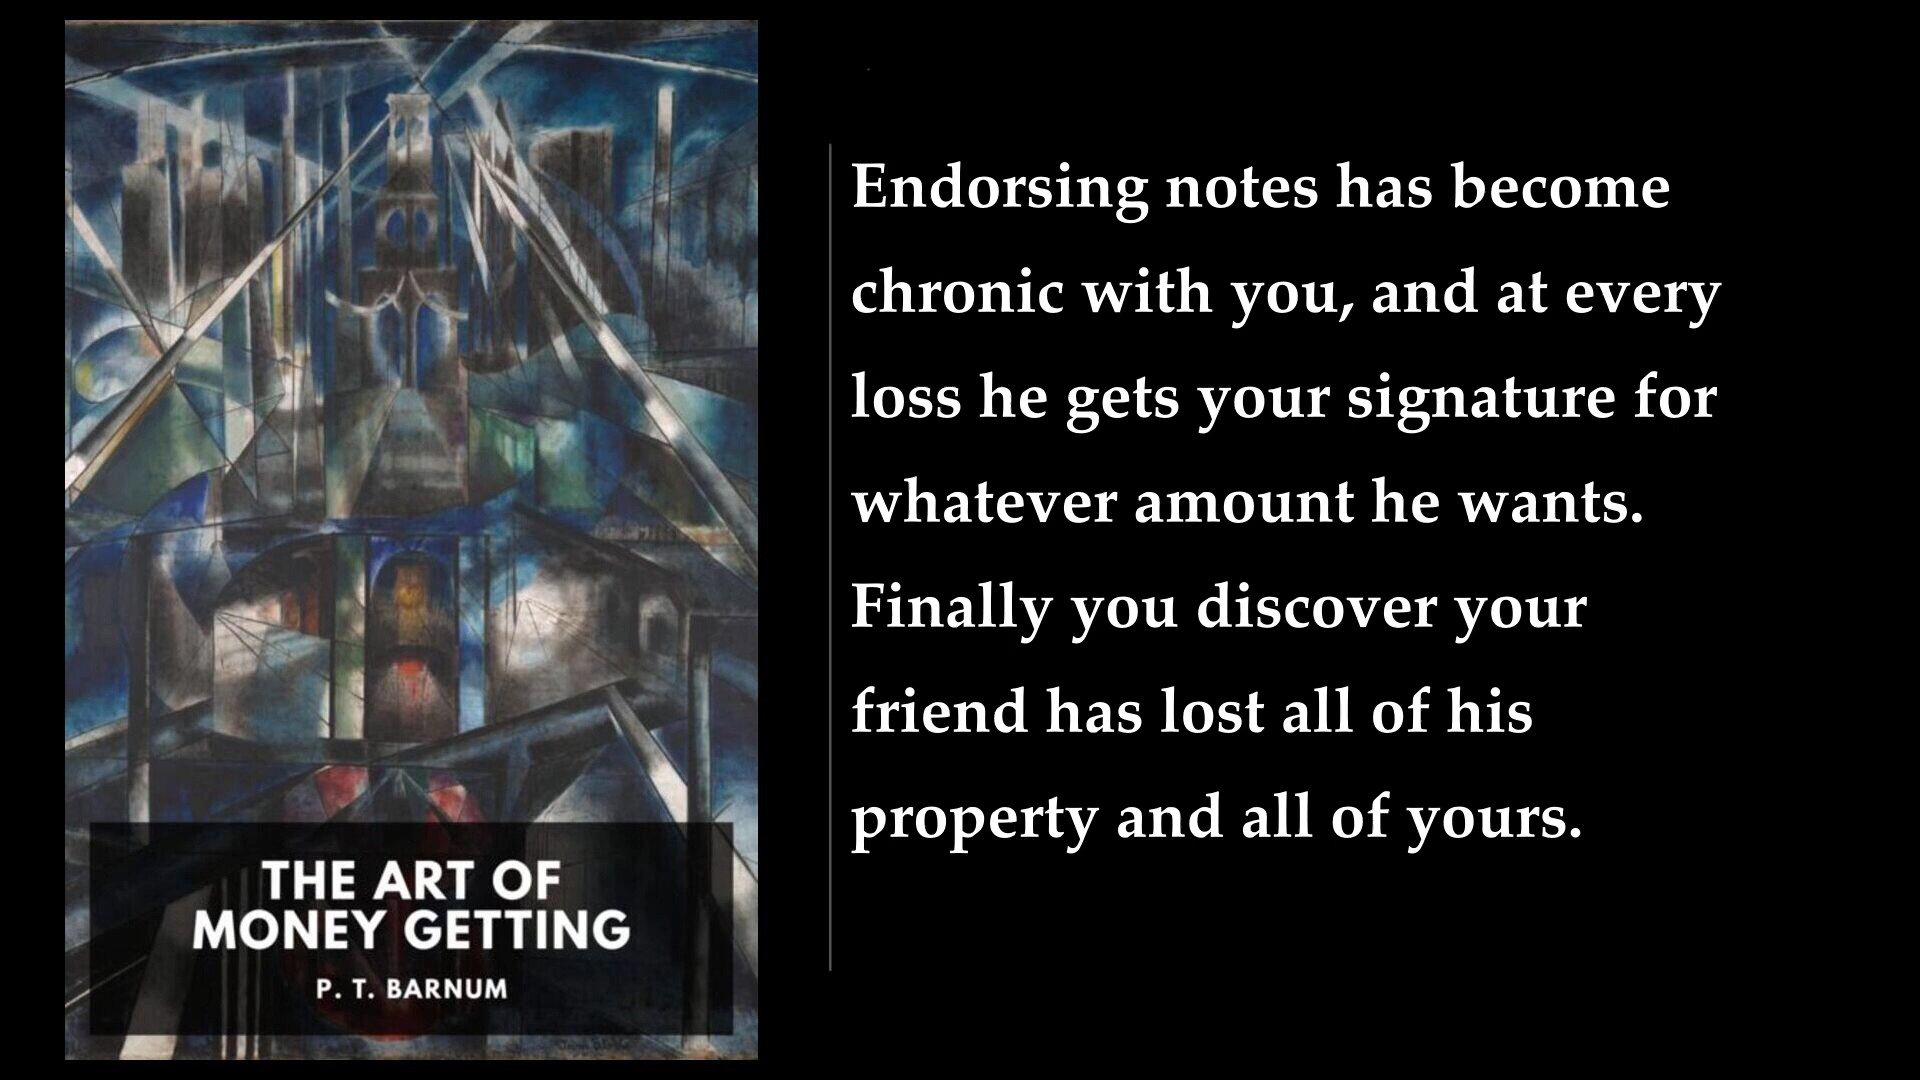 THE ART OF
MONEY GETTING
P. T. BARNUM
Endorsing notes has become
chronic with you, and at every
loss he gets your signature for
whatever amount he wants.
Finally you discover your
friend has lost all of his
property and all of yours.